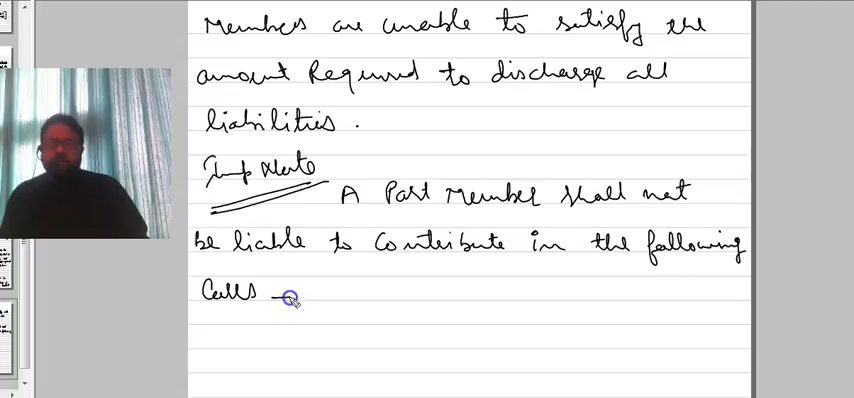 Members are unable to satisfy the
amount Required to discharge all
liabilities.
Imp Note
A Past Member shall not
be liable to Contribute in the following
Cases →